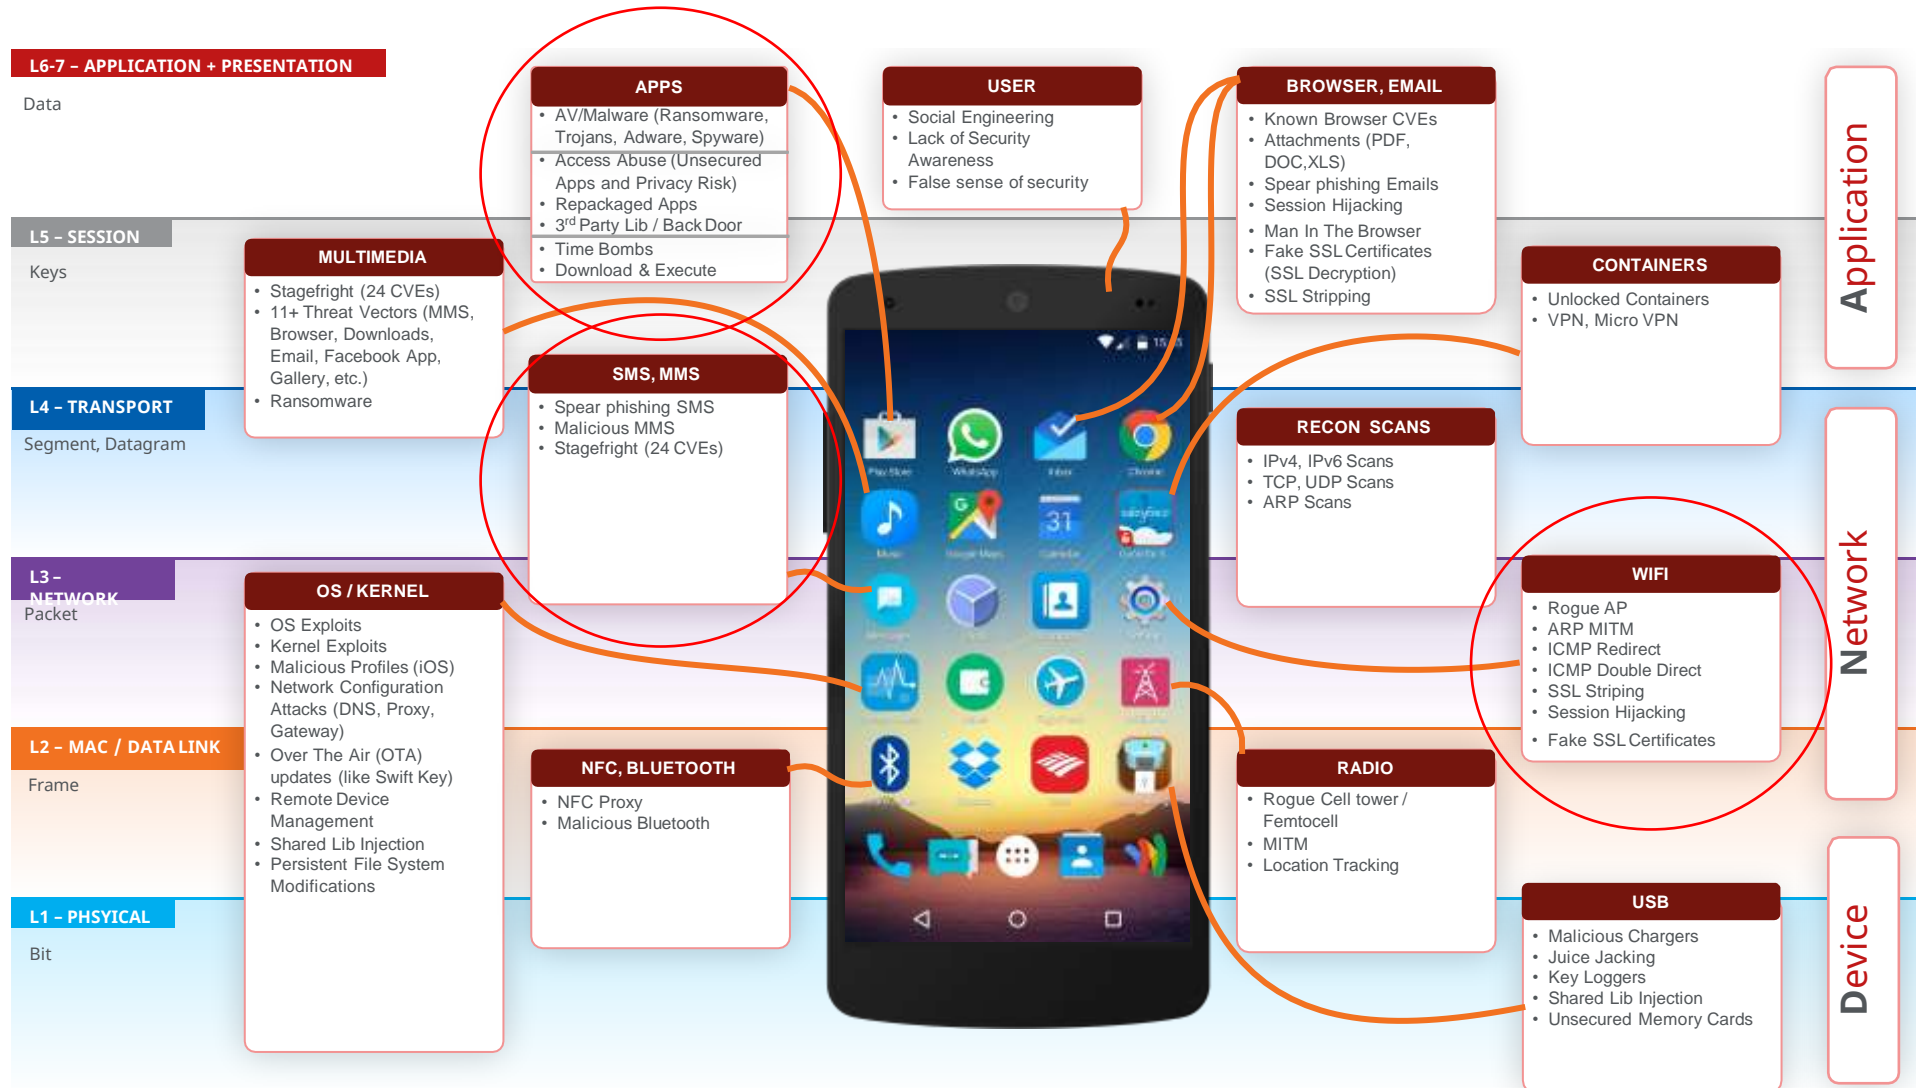 L6-7 – APPLICATION + PRESENTATION
Data
APPS
• AV/Malware (Ransomware,
Trojans, Adware, Spyware)
• Access Abuse (Unsecured
Apps and Privacy Risk)
• Repackaged Apps
• 3rd Party Lib / Back Door
• Time Bombs
• Download & Execute
USER
• Social Engineering
• Lack of Security
Awareness
• False sense of security
BROWSER, EMAIL
• Known Browser CVEs
• Attachments (PDF,
DOC,XLS)
• Spear phishing Emails
• Session Hijacking
• Man In The Browser
• Fake SSL Certificates
(SSL Decryption)
• SSL Stripping
Application
L5 – SESSION
Keys
MULTIMEDIA
• Stagefright (24 CVEs)
• 11+ Threat Vectors (MMS,
Browser, Downloads,
Email, Facebook App,
Gallery, etc.)
• Ransomware
CONTAINERS
• Unlocked Containers
• VPN, Micro VPN
L4 – TRANSPORT
Segment, Datagram
SMS, MMS
• Spear phishing SMS
• Malicious MMS
• Stagefright (24 CVEs)
Play Store
WhatsApp
Inbox
Chrome
Music
Google Maps
G
31
Calendar
RECON SCANS
• IPv4, IPv6 Scans
• TCP, UDP Scans
• ARP Scans
Network
L3 –
NETWORK
Packet
OS / KERNEL
• OS Exploits
• Kernel Exploits
• Malicious Profiles (iOS)
• Network Configuration
Attacks (DNS, Proxy,
Gateway)
• Over The Air (OTA)
updates (like Swift Key)
• Remote Device
Management
• Shared Lib Injection
• Persistent File System
Modifications
WIFI
• Rogue AP
• ARP MITM
• ICMP Redirect
• ICMP Double Direct
• SSL Striping
• Session Hijacking
• Fake SSL Certificates
L2 – MAC / DATA LINK
Frame
NFC, BLUETOOTH
• NFC Proxy
• Malicious Bluetooth
RADIO
• Rogue Cell tower /
Femtocell
• MITM
• Location Tracking
L1 – PHSYICAL
Bit
USB
• Malicious Chargers
• Juice Jacking
• Key Loggers
• Shared Lib Injection
• Unsecured Memory Cards
Device